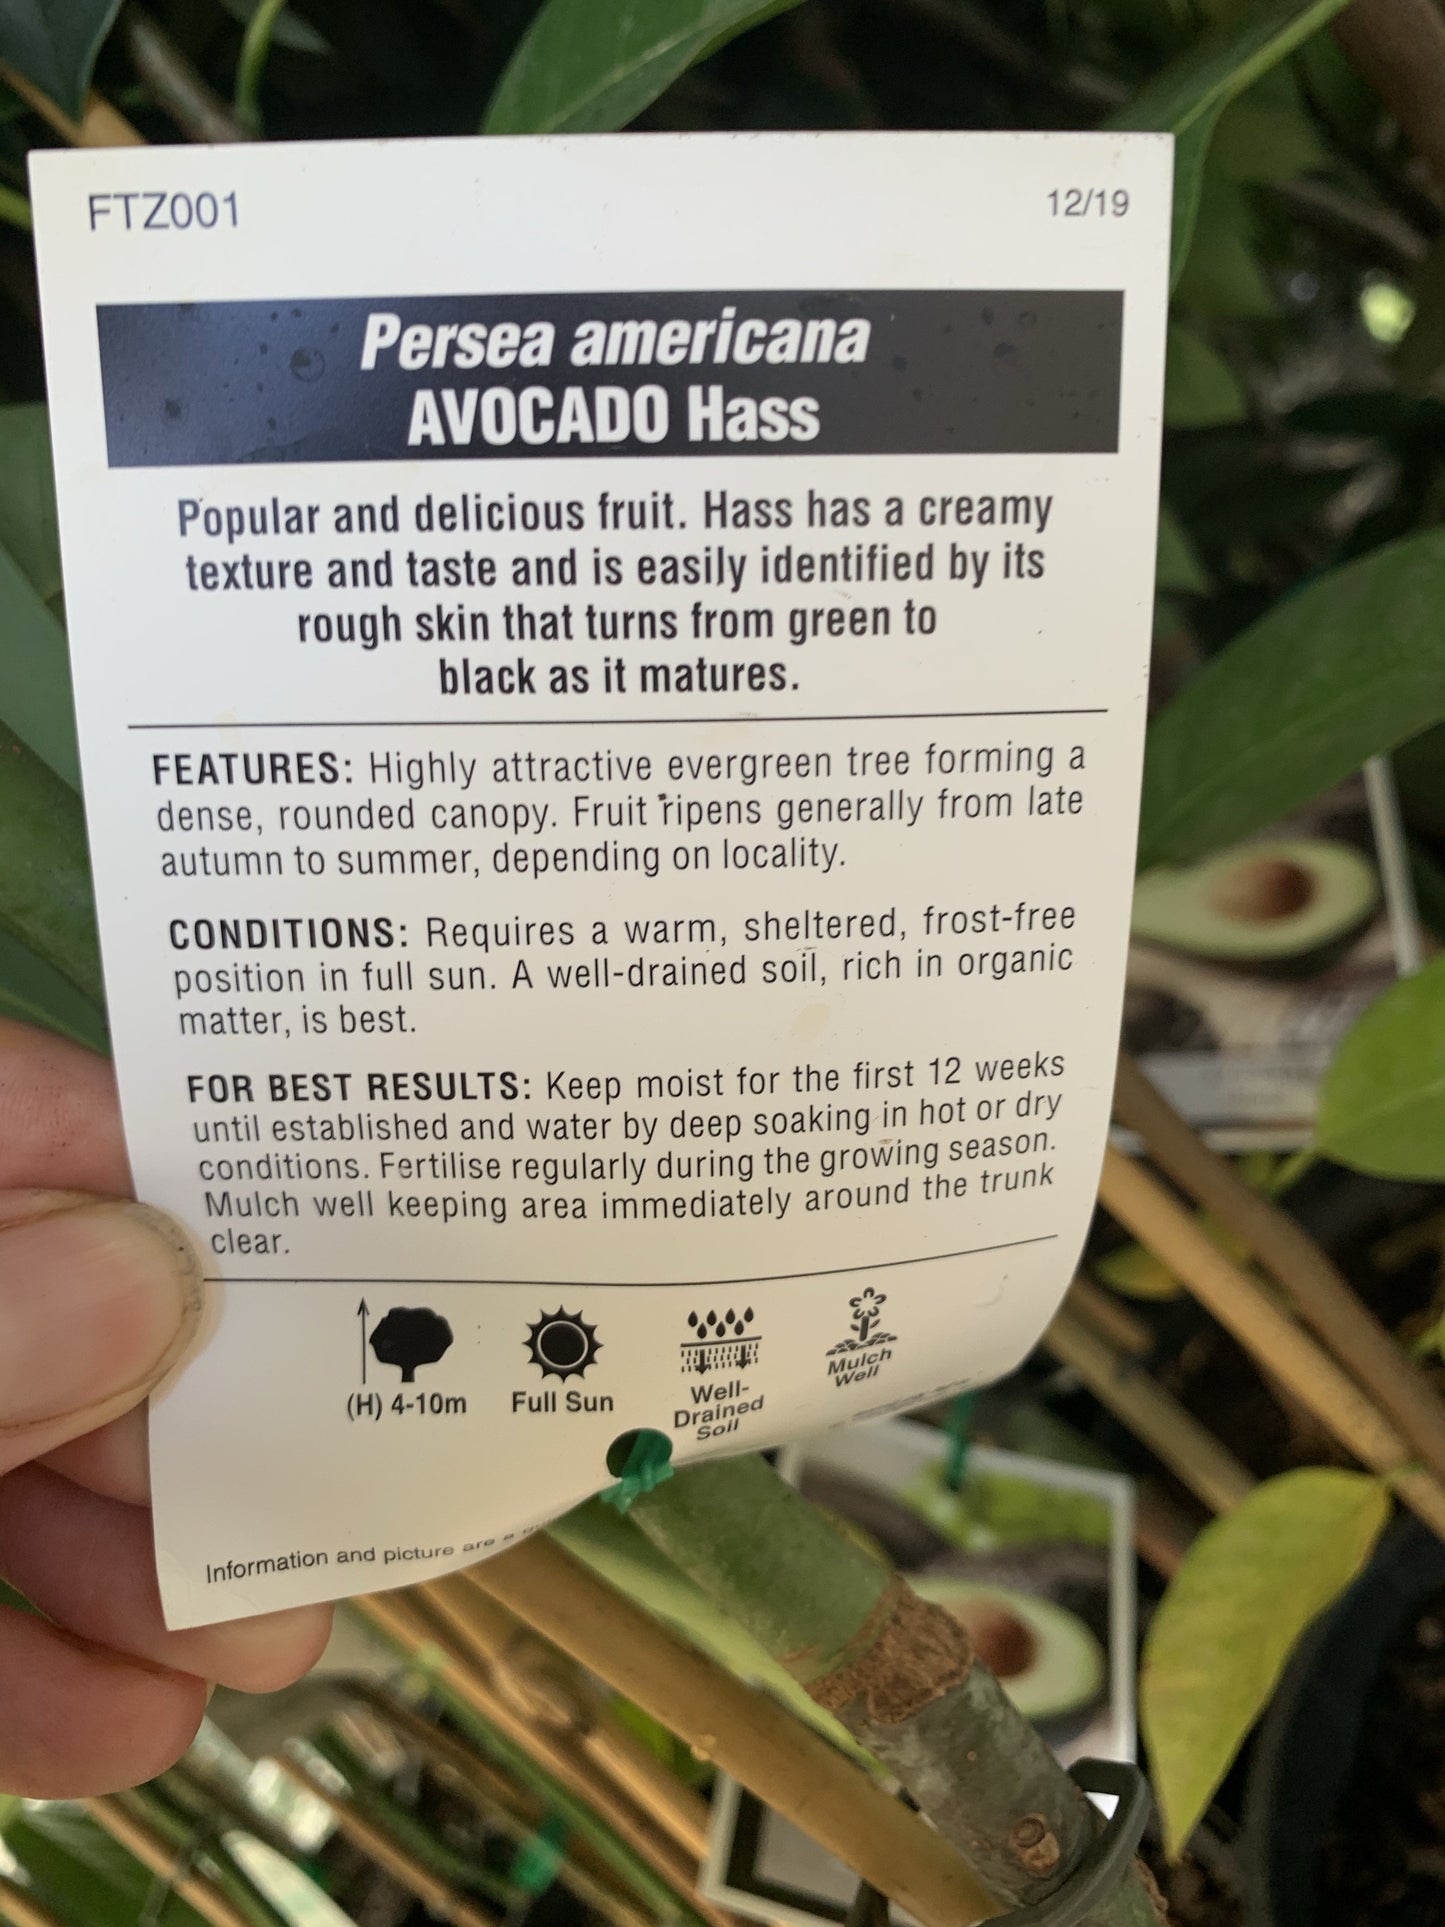 FTZ001
12/19
Persea americana
AVOCADO Hass
Popular and delicious fruit. Hass has a creamy
texture and taste and is easily identified by its
rough skin that turns from green to
black as it matures.
FEATURES: Highly attractive evergreen tree forming a
dense, rounded canopy. Fruit ripens generally from late
autumn to summer, depending on locality.
CONDITIONS: Requires a warm, sheltered, frost-free
position in full sun. A well-drained soil, rich in organic
matter, is best.
FOR BEST RESULTS: Keep moist for the first 12 weeks
until established and water by deep soaking in hot or dry
conditions. Fertilise regularly during the growing season.
Mulch well keeping area immediately around the trunk
clear.
(H) 4-10m
Full Sun
Well-
Drained
Soil
Mulch
Well
Information and picture are a